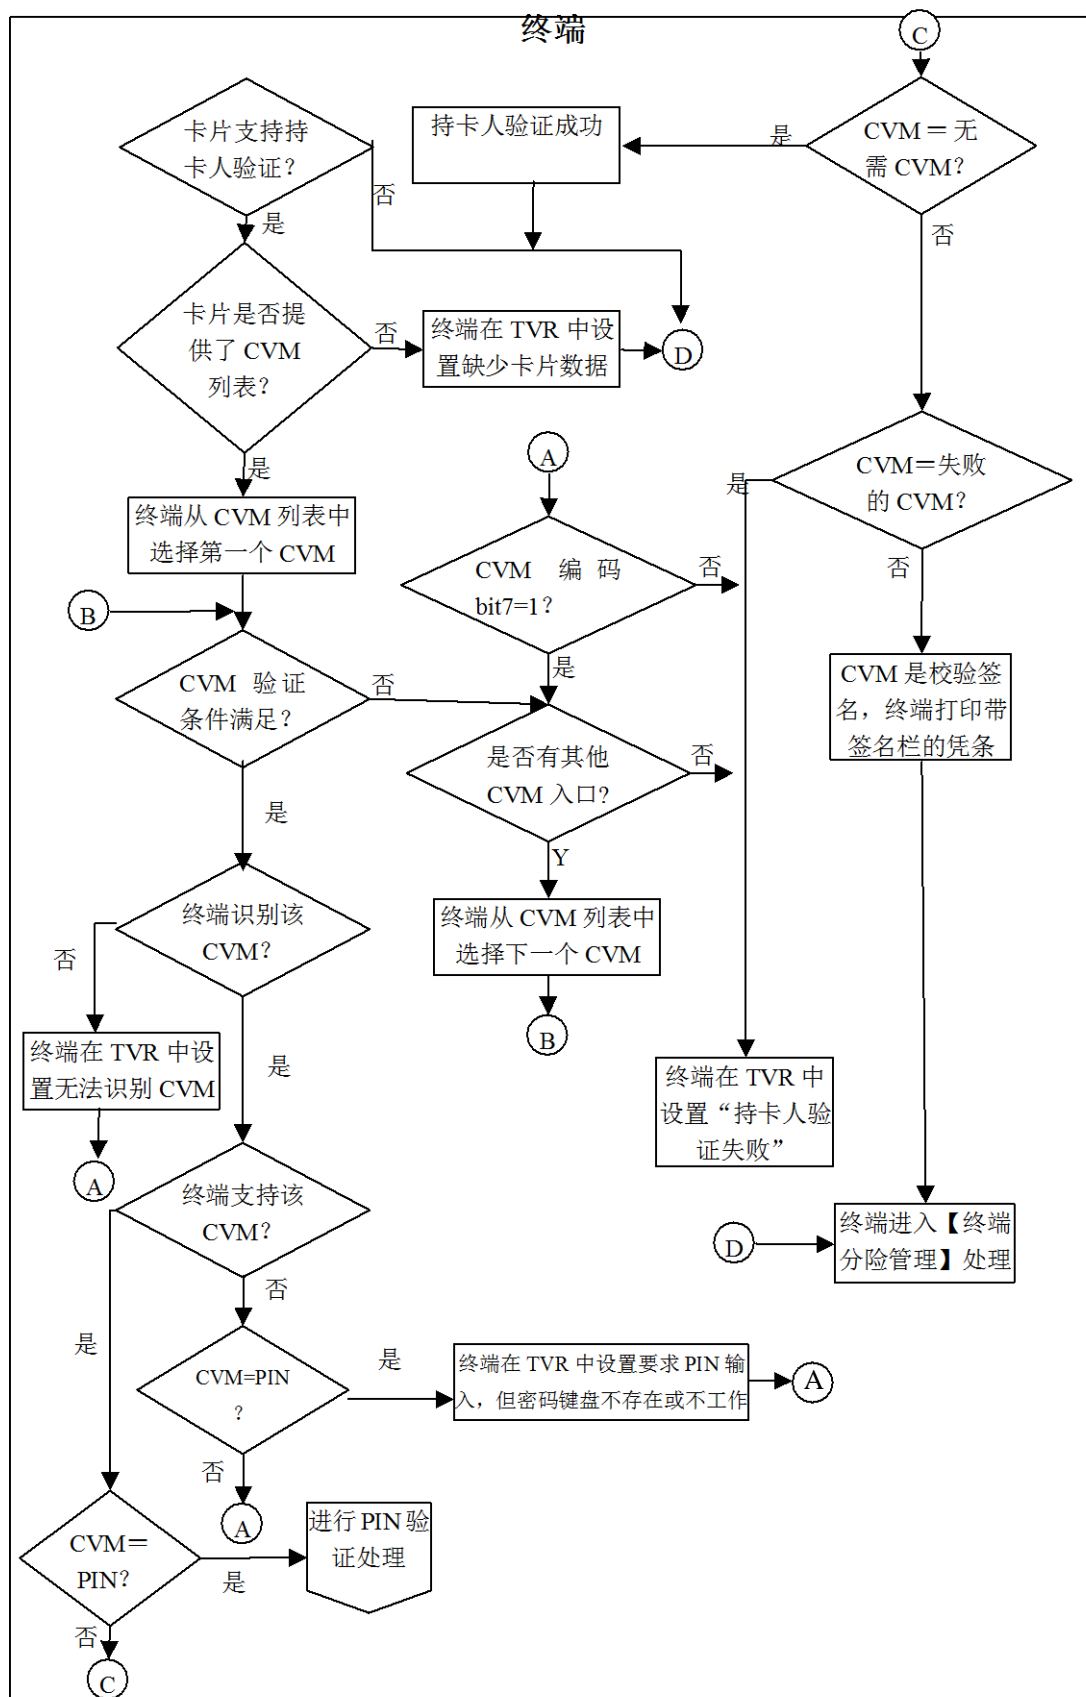 终端
C
卡片支持持
卡人验证？
否
是
持卡人验证成功
是
CVM＝无
需 CVM？
否
卡片是否提
供了 CVM
列表？
否
是
终端在 TVR 中设
置缺少卡片数据
D
A
CVM＝失败
的 CVM？
是
否
终端从 CVM 列表中
选择第一个 CVM
CVM 编码
bit7=1？
否
是
B
CVM 验证
条件满足？
否
是
CVM 是校验签
名，终端打印带
签名栏的凭条
是否有其他
CVM 入口？
否
Y
终端识别该
CVM？
否
是
终端从 CVM 列表中
选择下一个 CVM
B
终端在 TVR 中设
置无法识别 CVM
A
终端在 TVR 中
设置“持卡人验
证失败”
终端支持该
CVM？
否
是
D
终端进入【终端
分险管理】处理
CVM=PIN
？
是
否
终端在 TVR 中设置要求 PIN 输
入，但密码键盘不存在或不工作
A
A
CVM＝
PIN？
是
否
进行 PIN 验
证处理
C